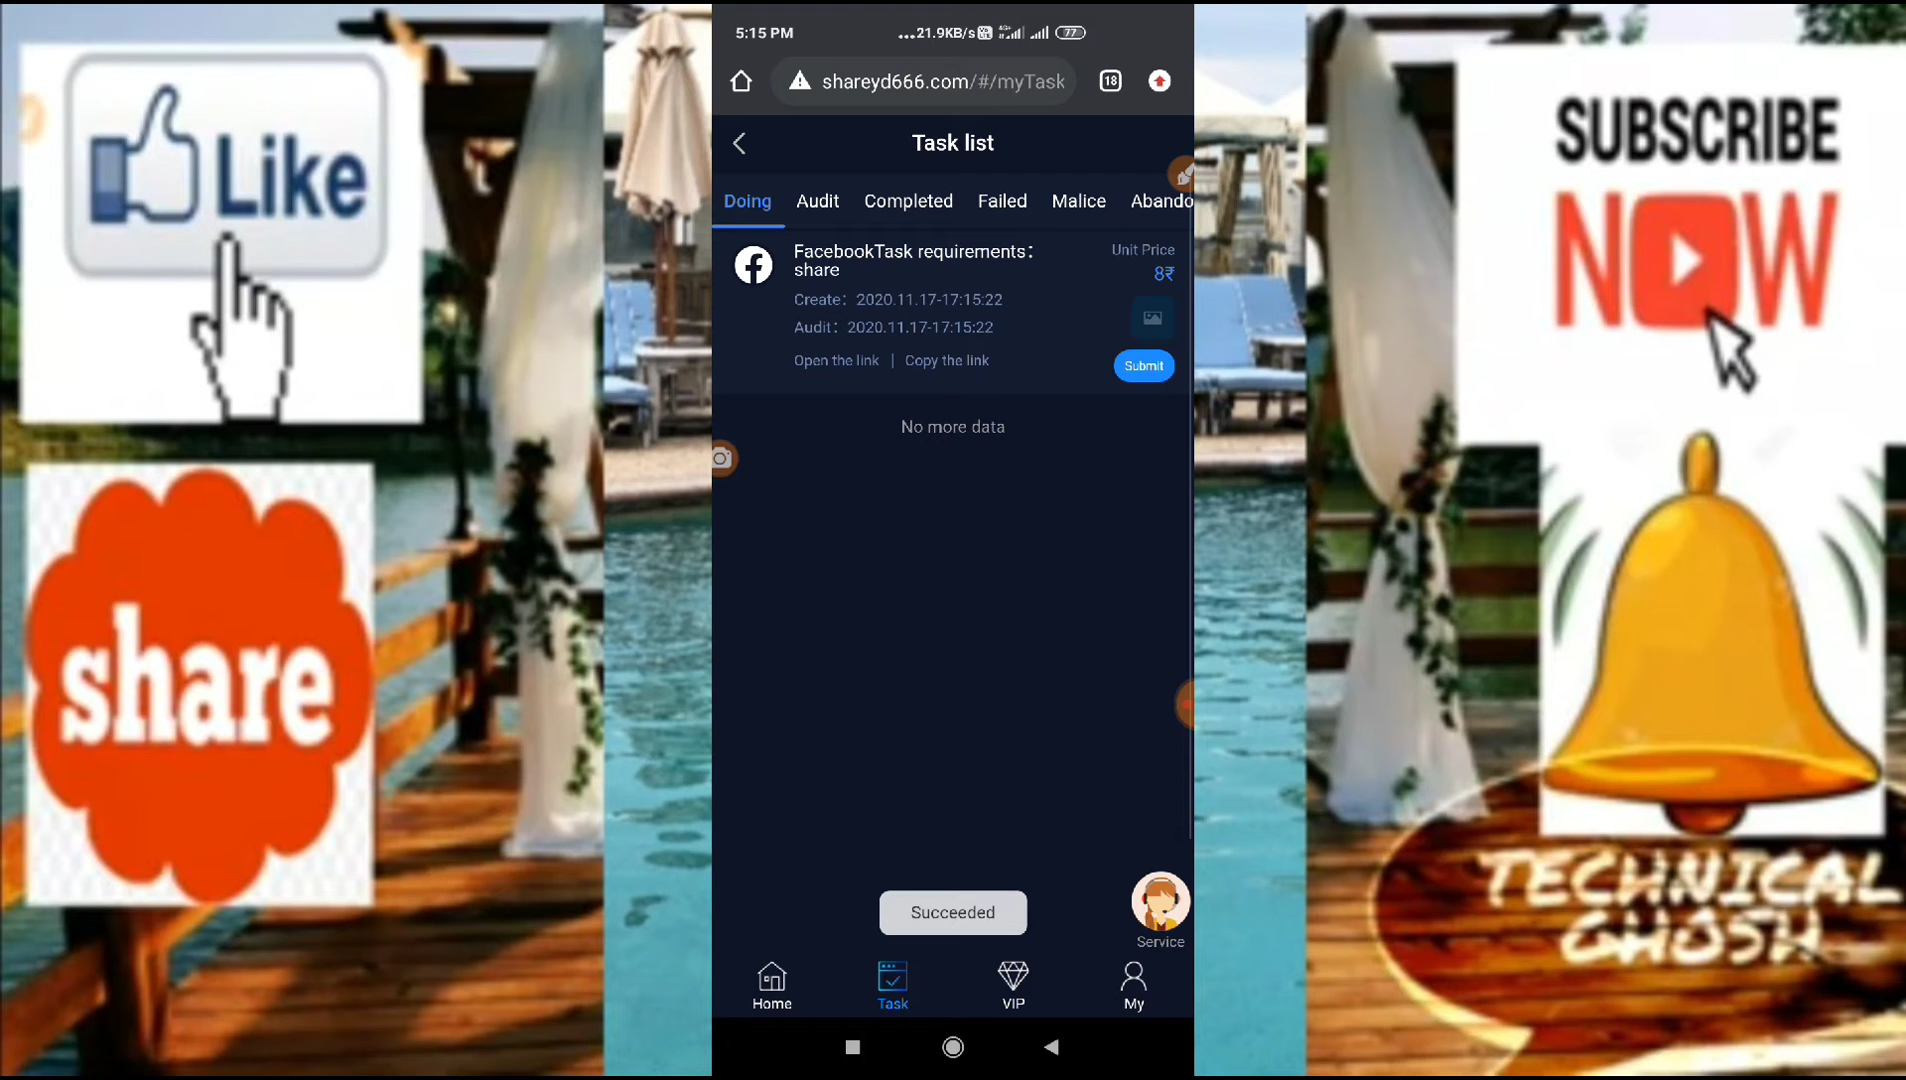 Like
share
5:15 PM
...21.9KB/s
77
shareyd666.com/#/myTask
18
Task list
Doing
Audit
Completed
Failed
Malice
Abando
FacebookTask requirements:
share
Unit Price
8₹
Create: 2020.11.17-17:15:22
Audit: 2020.11.17-17:15:22
Open the link | Copy the link
Submit
No more data
Succeeded
Service
Home
Task
VIP
My
SUBSCRIBE
NOW
TECHNICAL
GHOSH